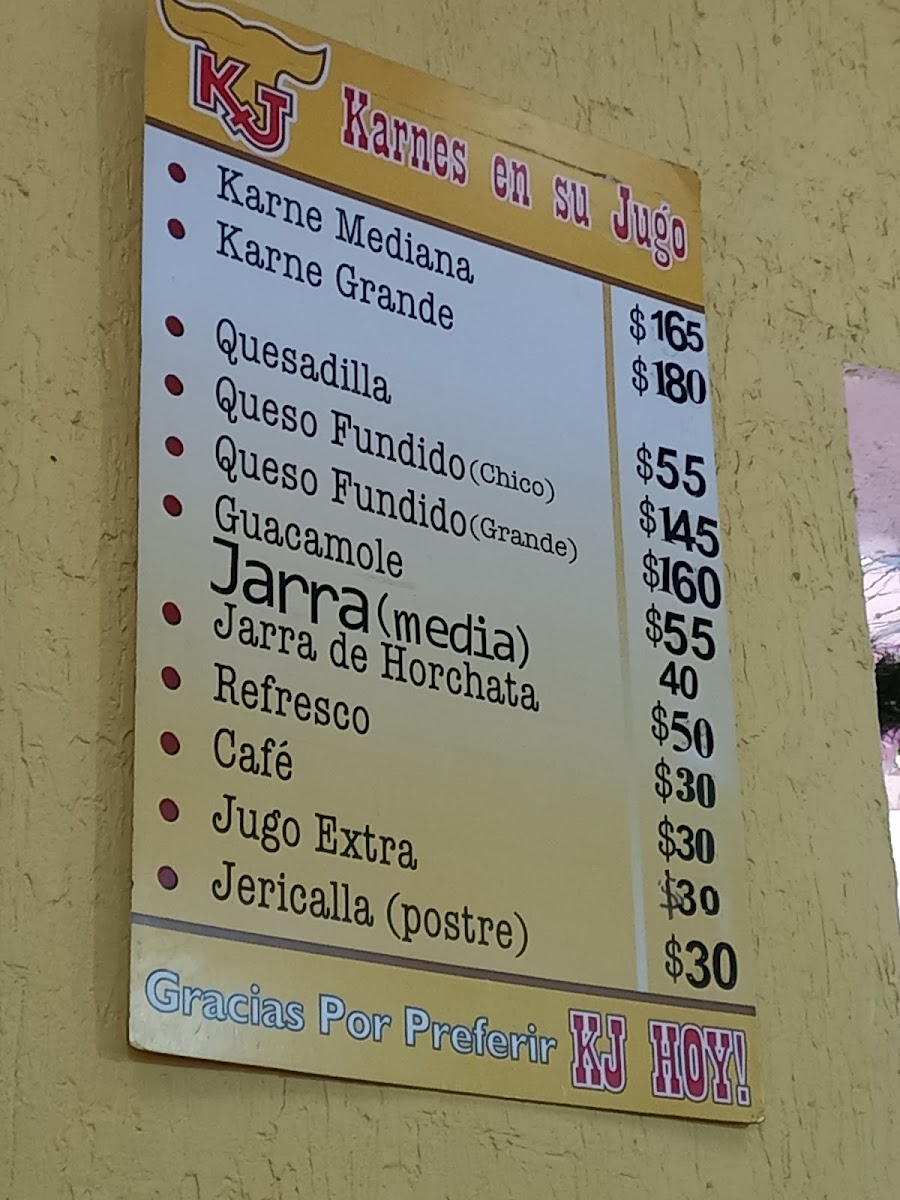 KJ Karnes en su Jugo
• Karne Mediana $165
• Karne Grande $180
• Quesadilla $55
• Queso Fundido (Chico) $145
• Queso Fundido (Grande) $160
• Guacamole $55
Jarra (media) 40
• Jarra de Horchata $50
• Refresco $30
• Café $30
• Jugo Extra $30
• Jericalla (postre) $30
Gracias Por Preferir KJ HOY!